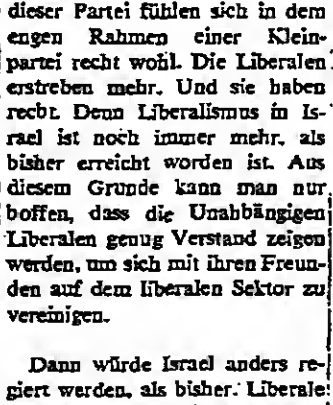 dieser Partei fühlen sich in dem
engen Rahmen einer Klein-
partei recht wohl. Die Liberalen
erstreben mehr. Und sie haben
recht. Denn Liberalismus in Is-
rael ist noch immer mehr, als
bisher erreicht worden ist. Aus
diesem Grunde kann man nur
hoffen, dass die Unabhängigen
Liberalen genug Verstand zeigen
werden, um sich mit ihren Freun-
den auf dem liberalen Sektor zu
vereinigen.
Dann würde Israel anders re-
giert werden, als bisher. Liberale